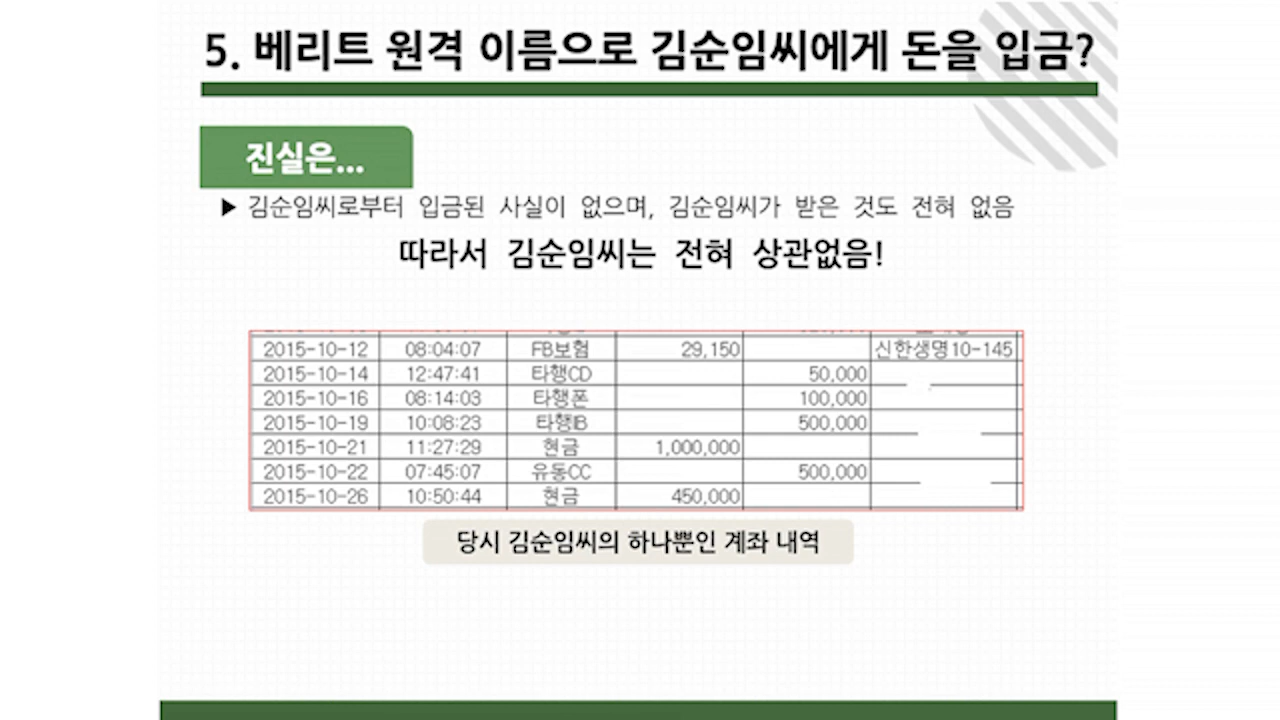 5. 베리트 원격 이름으로 김순임씨에게 돈을 입금?
진실은...
▶ 김순임씨로부터 입금된 사실이 없으며, 김순임씨가 받은 것도 전혀 없음
따라서 김순임씨는 전혀 상관없음!
2015-10-12 08:04:07 FB보험 29,150 신한생명10-145
2015-10-14 12:47:41 타행CD 50,000
2015-10-16 08:14:03 타행폰 100,000
2015-10-19 10:08:23 타행IB 500,000
2015-10-21 11:27:29 현금 1,000,000
2015-10-22 07:45:07 유동CC 500,000
2015-10-26 10:50:44 현금 450,000
당시 김순임씨의 하나뿐인 계좌 내역